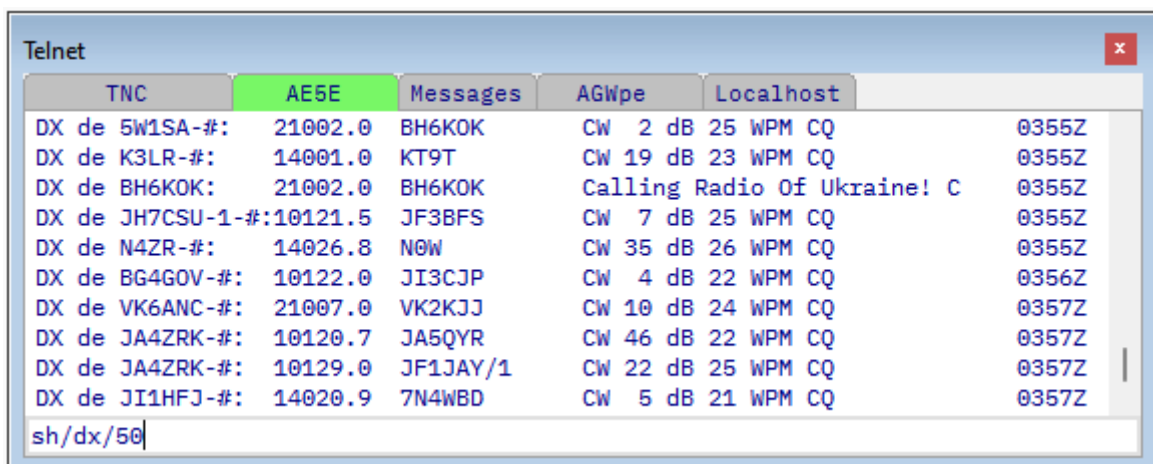 Telnet x
TNC AE5E Messages AGWpe Localhost
DX de 5W1SA-#: 21002.0 BH6KOK CW 2 dB 25 WPM CQ 0355Z
DX de K3LR-#: 14001.0 KT9T CW 19 dB 23 WPM CQ 0355Z
DX de BH6KOK: 21002.0 BH6KOK Calling Radio Of Ukraine! C 0355Z
DX de JH7CSU-1-#:10121.5 JF3BFS CW 7 dB 25 WPM CQ 0355Z
DX de N4ZR-#: 14026.8 N0W CW 35 dB 26 WPM CQ 0355Z
DX de BG4GOV-#: 10122.0 JI3CJP CW 4 dB 22 WPM CQ 0356Z
DX de VK6ANC-#: 21007.0 VK2KJJ CW 10 dB 24 WPM CQ 0357Z
DX de JA4ZRK-#: 10120.7 JA5QYR CW 46 dB 22 WPM CQ 0357Z
DX de JA4ZRK-#: 10129.0 JF1JAY/1 CW 22 dB 25 WPM CQ 0357Z
DX de JI1HFJ-#: 14020.9 7N4WBD CW 5 dB 21 WPM CQ 0357Z
sh/dx/50